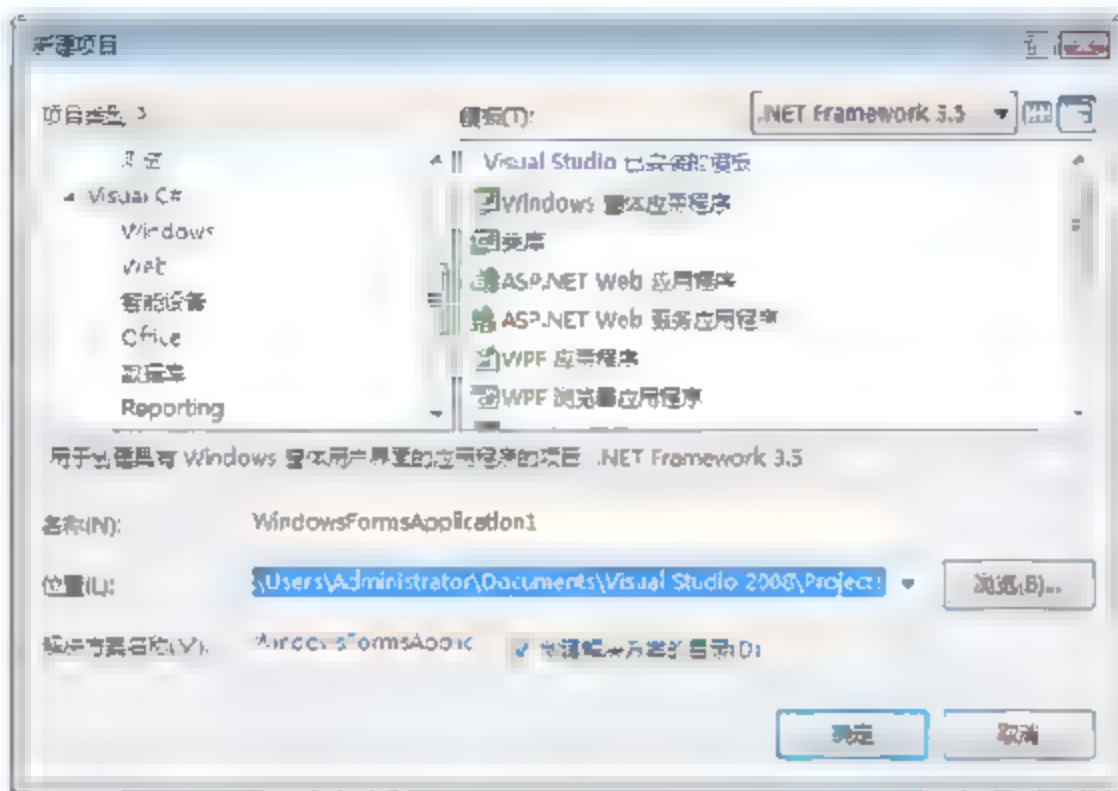 新建项目
项目类型 模板(T): .NET Framework 3.5
测试
Visual C#
Windows
Web
智能设备
Office
数据库
Reporting
Visual Studio 已安装的模板
Windows 窗体应用程序
类库
ASP.NET Web 应用程序
ASP.NET Web 服务应用程序
WPF 应用程序
WPF 浏览器应用程序
用于创建具有 Windows 窗体用户界面的应用程序的项目 .NET Framework 3.5
名称(N): WindowsFormsApplication1
位置(L): \Users\Administrator\Documents\Visual Studio 2008\Projects 浏览(B)...
解决方案名称(M): WindowsFormsApplic 创建解决方案的目录(D)
确定 取消